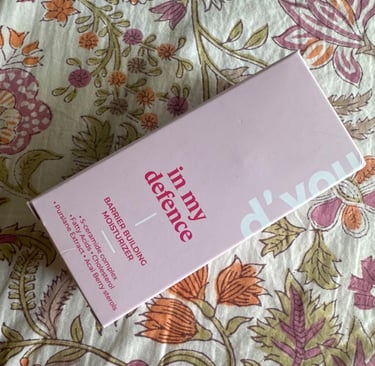 in my
defence
BARRIER BUILDING
MOISTURIZER
• 5-ceramide complex
• Fatty Acids • Cholesterol
• Purslane Extract • Acai Berry sterols
d'you